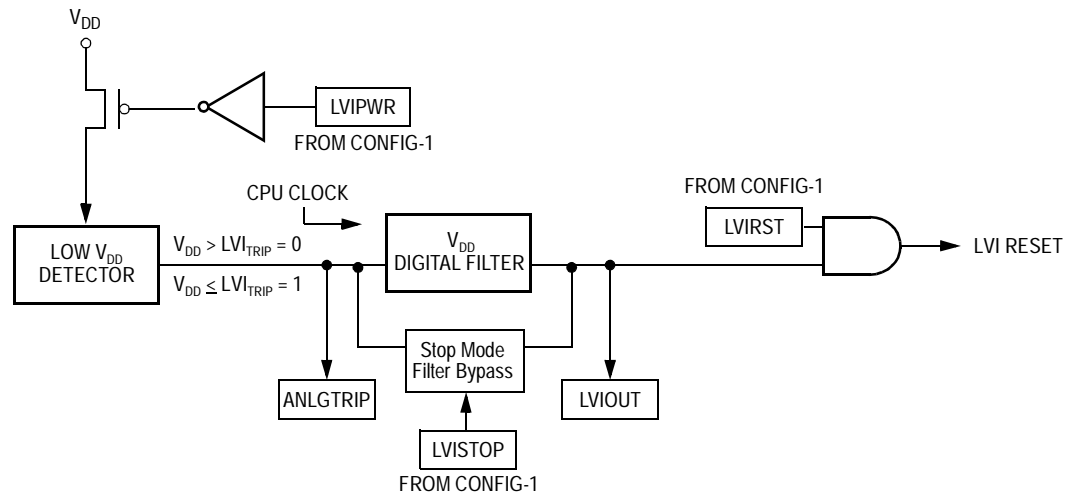 VDD
LVIPWR
FROM CONFIG-1
CPU CLOCK
FROM CONFIG-1
LVIRST
LOW VDD
DETECTOR
VDD > LVITRIP = 0
VDD ≤ LVITRIP = 1
VDD
DIGITAL FILTER
LVI RESET
Stop Mode
Filter Bypass
ANLGTRIP
LVIOUT
LVISTOP
FROM CONFIG-1